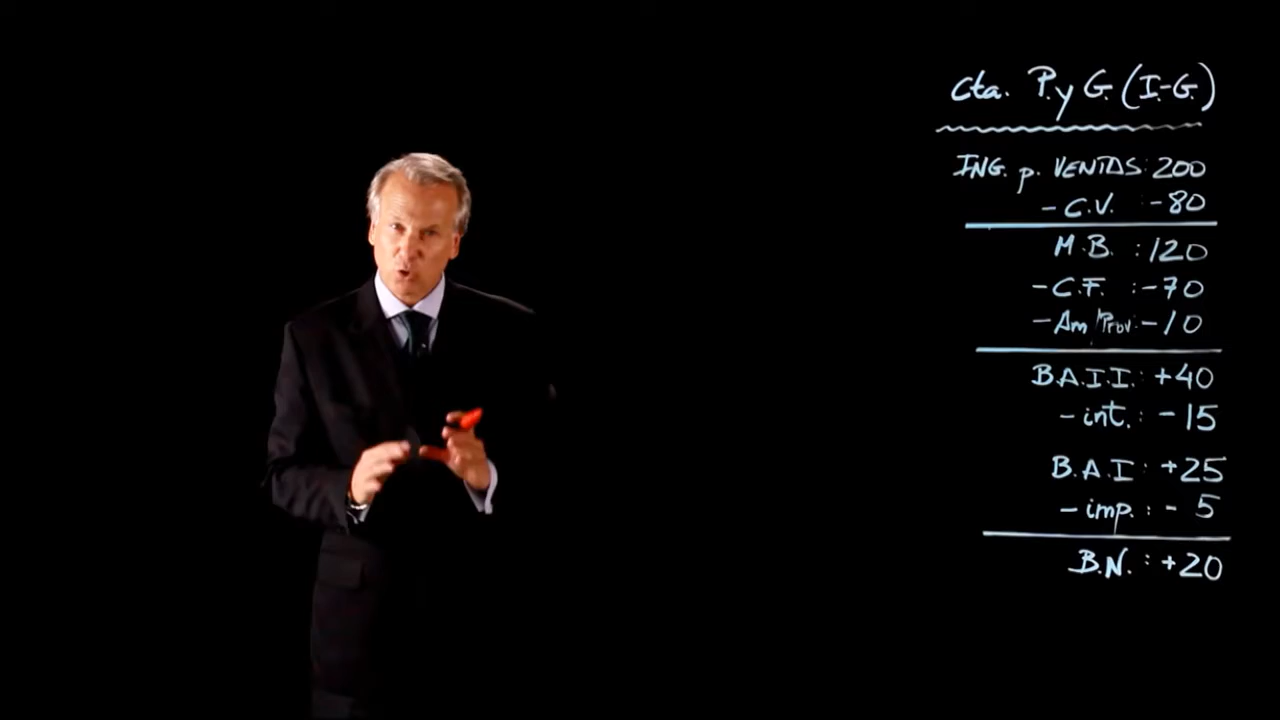 Cta. P. y G. (I.-G.)
ING. p. VENTAS: 200
- C.V. : -80
M.B. : 120
- C.F. : -70
- Am/Prov: -10
B.A.I.I.: +40
- int.: -15
B.A.I: +25
- imp. : - 5
B.N. : +20